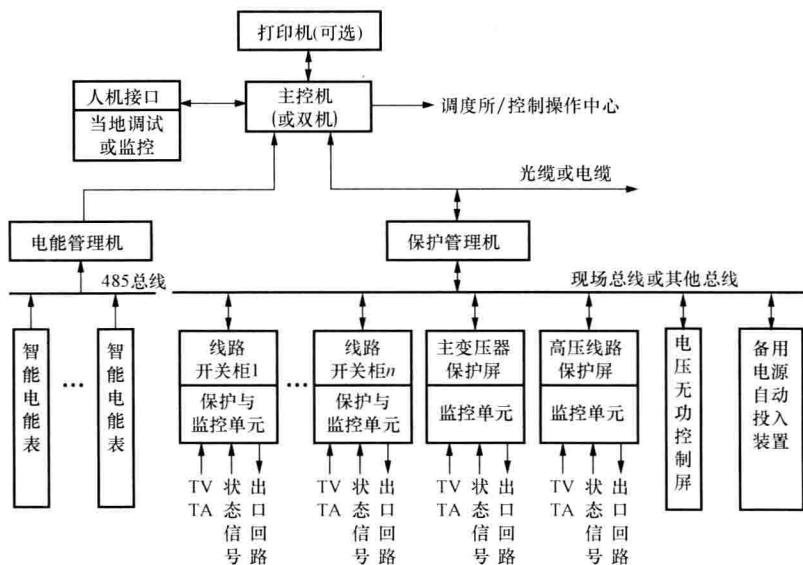 打印机(可选)
人机接口
当地调试
或监控
主控机
(或双机)
调度所/控制操作中心
光缆或电缆
电能管理机
保护管理机
485总线
现场总线或其他总线
智能电能表
…
智能电能表
线路
开关柜1
保护与
监控单元
…
线路
开关柜n
保护与
监控单元
主变压器
保护屏
监控单元
高压线路
保护屏
监控单元
电压无功控制屏
备用
电源
自动
投入
装置
TV
TA
状态信号
出口回路
TV
TA
状态信号
出口回路
TV
TA
状态信号
出口回路
TV
TA
状态信号
出口回路